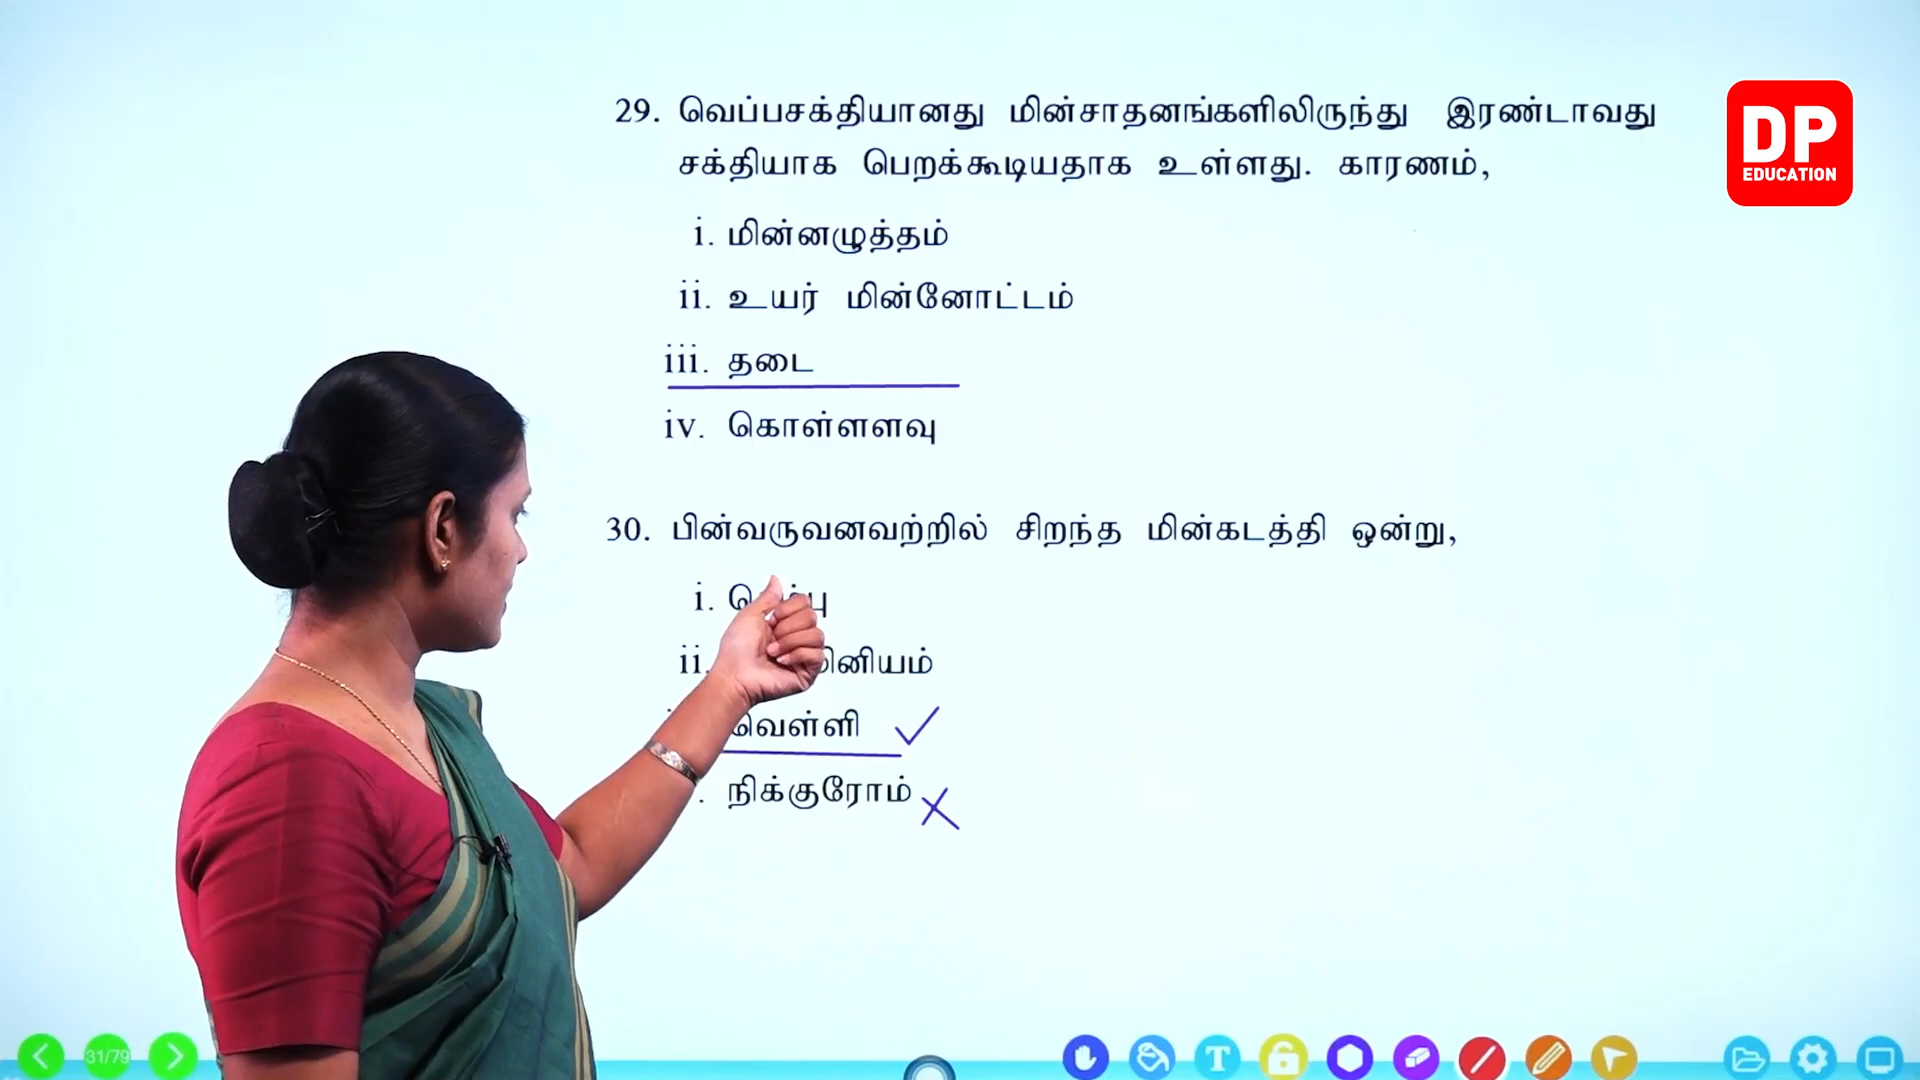 29. வெப்பசக்தியானது மின்சாதனங்களிலிருந்து இரண்டாவது
சக்தியாக பெறக்கூடியதாக உள்ளது. காரணம்,
i. மின்னழுத்தம்
ii. உயர் மின்னோட்டம்
iii. தடை
iv. கொள்ளளவு
30. பின்வருவனவற்றில் சிறந்த மின்கடத்தி ஒன்று,
i.
ii.
வெள்ளி
. நிக்குரோம்
DP
EDUCATION
31/79
T